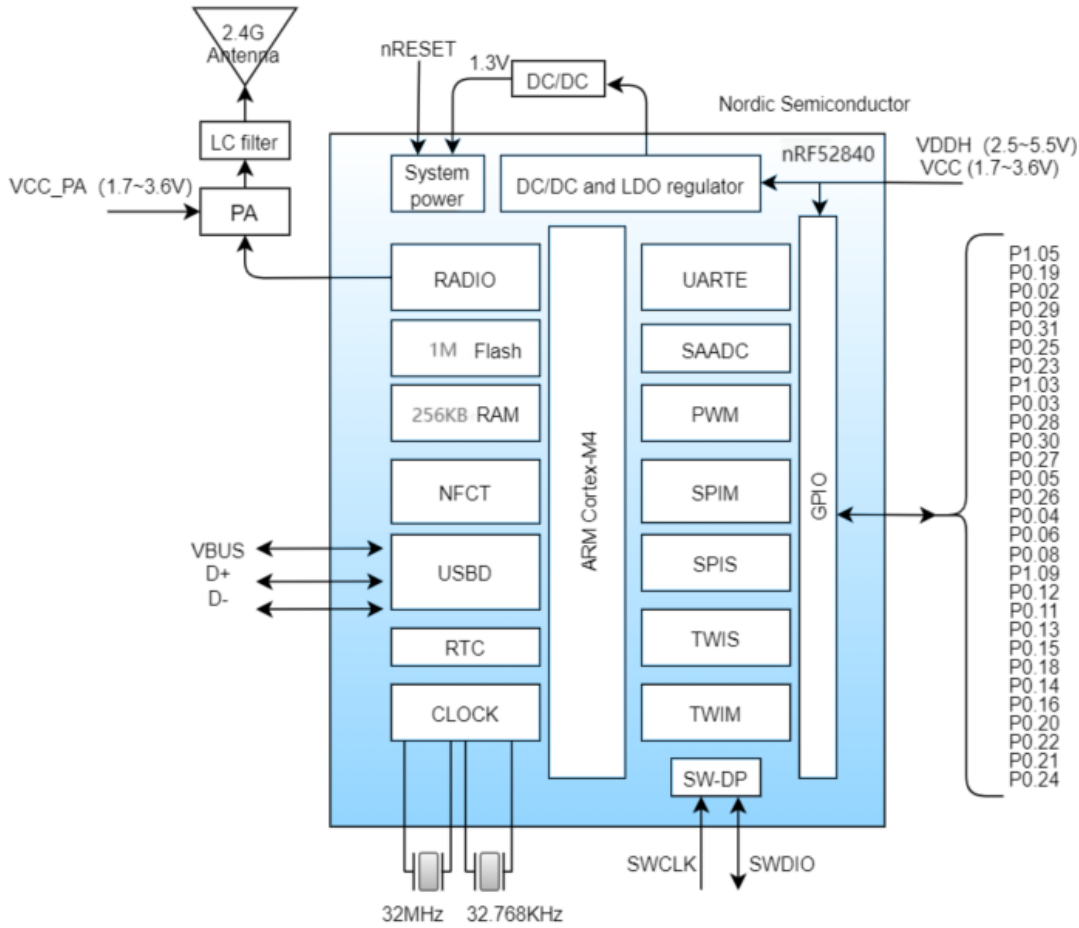 2.4G
Antenna
nRESET
1.3V
DC/DC
Nordic Semiconductor
LC filter
nRF52840
VDDH (2.5~5.5V)
VCC (1.7~3.6V)
VCC_PA (1.7~3.6V)
PA
System
power
DC/DC and LDO regulator
RADIO
1M Flash
256KB RAM
NFCT
USBD
RTC
CLOCK
VBUS
D+
D-
ARM Cortex-M4
UARTE
SAADC
PWM
SPIM
SPIS
TWIS
TWIM
SW-DP
GPIO
P1.05
P0.19
P0.02
P0.29
P0.31
P0.25
P0.23
P1.03
P0.03
P0.28
P0.30
P0.27
P0.05
P0.26
P0.04
P0.06
P0.08
P1.09
P0.12
P0.11
P0.13
P0.15
P0.18
P0.14
P0.16
P0.20
P0.22
P0.21
P0.24
SWCLK
SWDIO
32MHz
32.768KHz